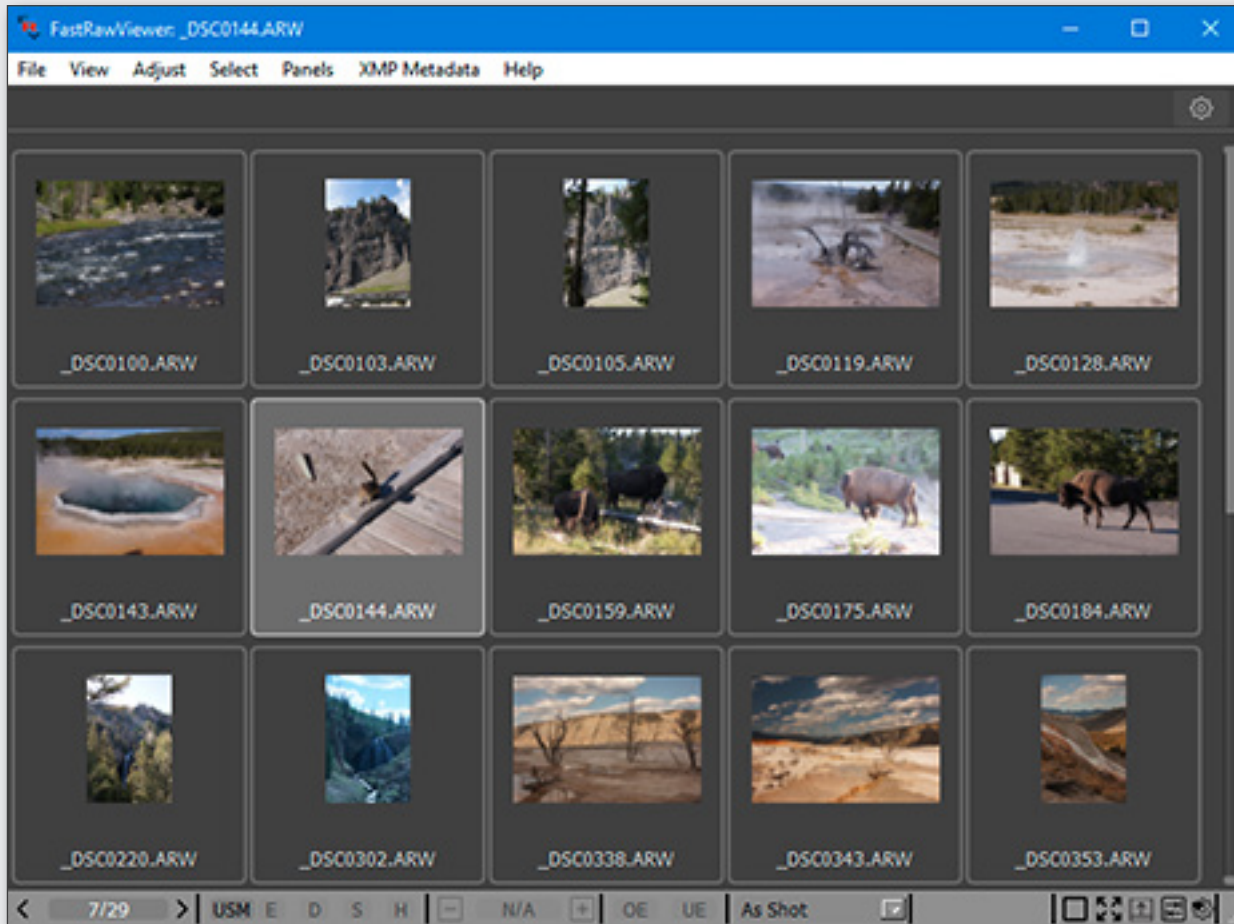 FastRawViewer: _DSC0144.ARW
File View Adjust Select Panels XMP Metadata Help
_DSC0100.ARW _DSC0103.ARW _DSC0105.ARW _DSC0119.ARW _DSC0128.ARW
_DSC0143.ARW _DSC0144.ARW _DSC0159.ARW _DSC0175.ARW _DSC0184.ARW
_DSC0220.ARW _DSC0302.ARW _DSC0338.ARW _DSC0343.ARW _DSC0353.ARW
7/29 USM E D S H N/A OE UE As Shot